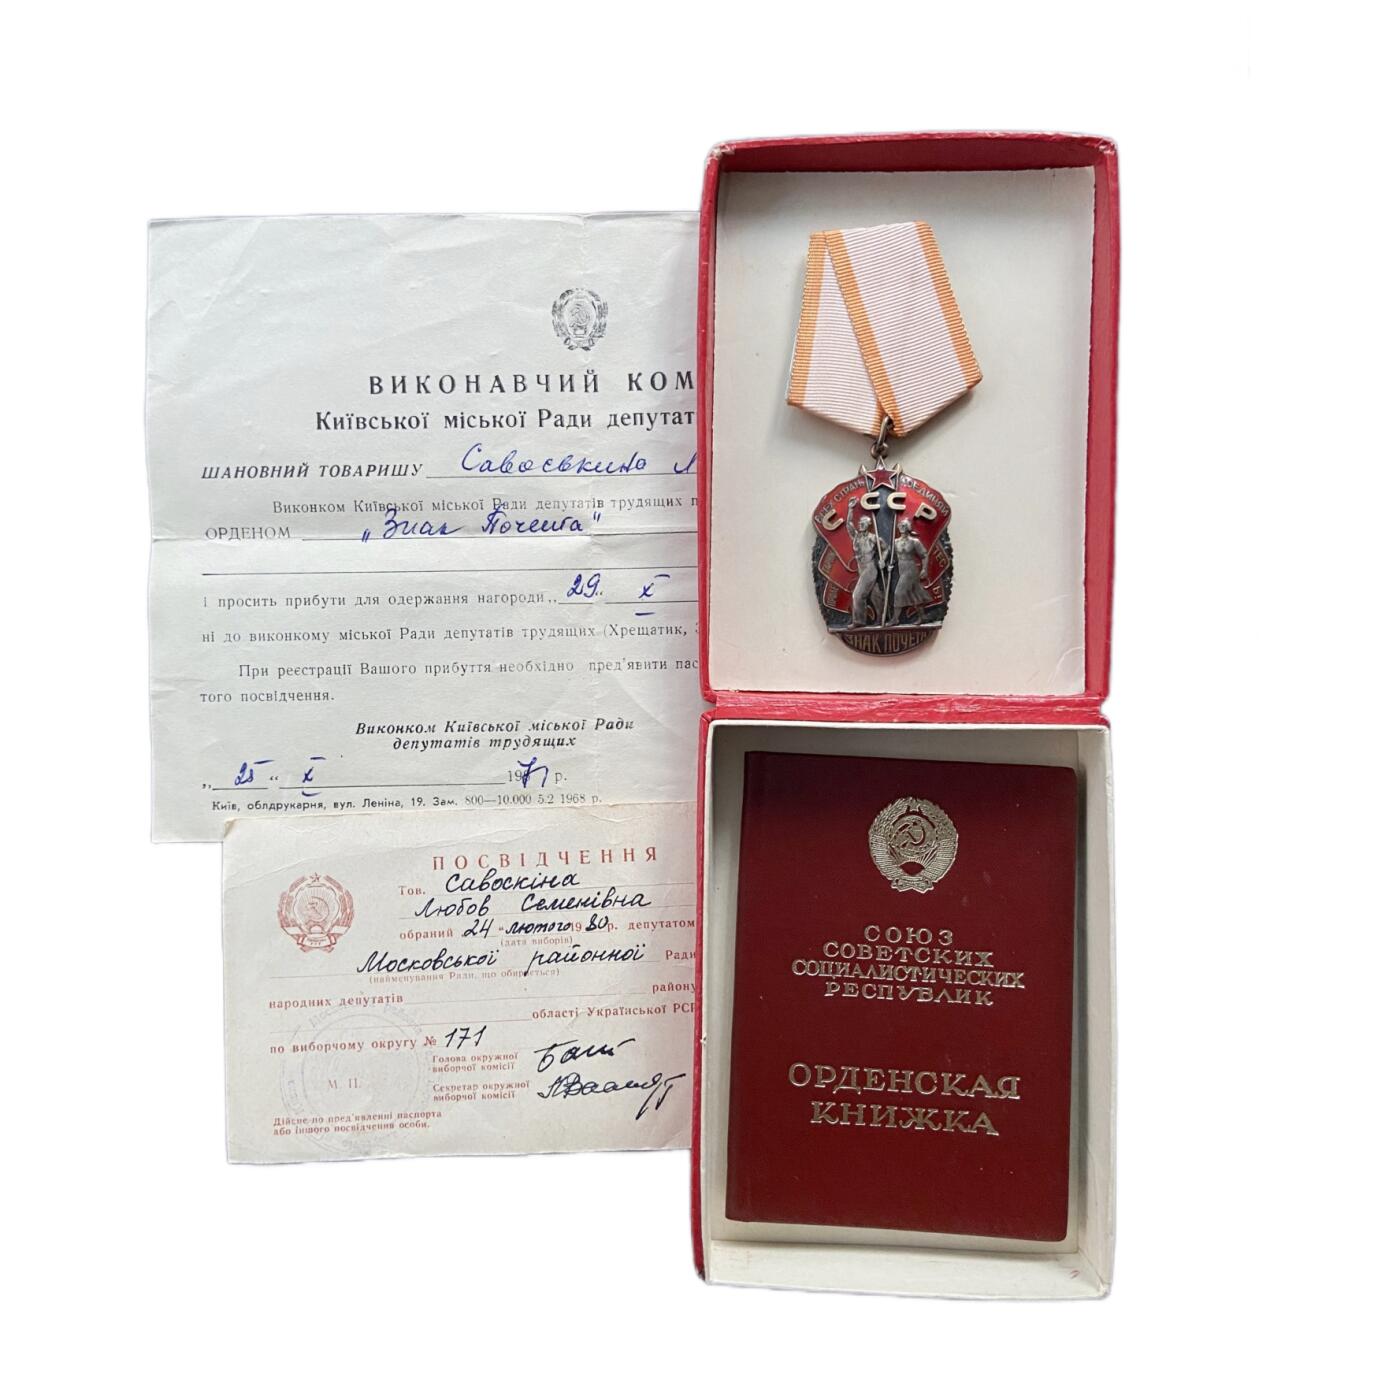 ВИКОНАВЧИЙ КОМ
Київської міської Ради депутат
ШАНОВНИЙ ТОВАРИШУ Савоєвкино Л
Виконком Київської міської Ради депутатів трудящих п
ОРДЕНОМ „Знак Почета"
і просить прибути для одержання нагороди „29" X
ні до виконкому міської Ради депутатів трудящих (Хрещатик, 3
При реєстрації Вашого прибуття необхідно пред'явити пас
того посвідчення.
Виконком Київської міської Ради
депутатів трудящих
„25" X 1971 р.
Київ, облдрукарня, вул. Леніна, 19. Зам. 800—10.000 5.2 1968 р.
ПОСВІДЧЕННЯ
Тов. Савоскіна
Любов Семенівна
обраний 24 "лютого 1980 р. депутатом
(дата виборів)
Московської районної Ради
(найменування Ради, що обирається)
народних депутатів району
області Української РСР
по виборчому округу № 171
Голова окружної
виборчої комісії
М. П.
Секретар окружної
виборчої комісії
Дійсне по пред'явленні паспорта
або іншого посвідчення особи.
СССР
ЗНАК ПОЧЕТА
СОЮЗ
СОВЕТСКИХ
СОЦИАЛИСТИЧЕСКИХ
РЕСПУБЛИК
ОРДЕНСКАЯ
КНИЖКА